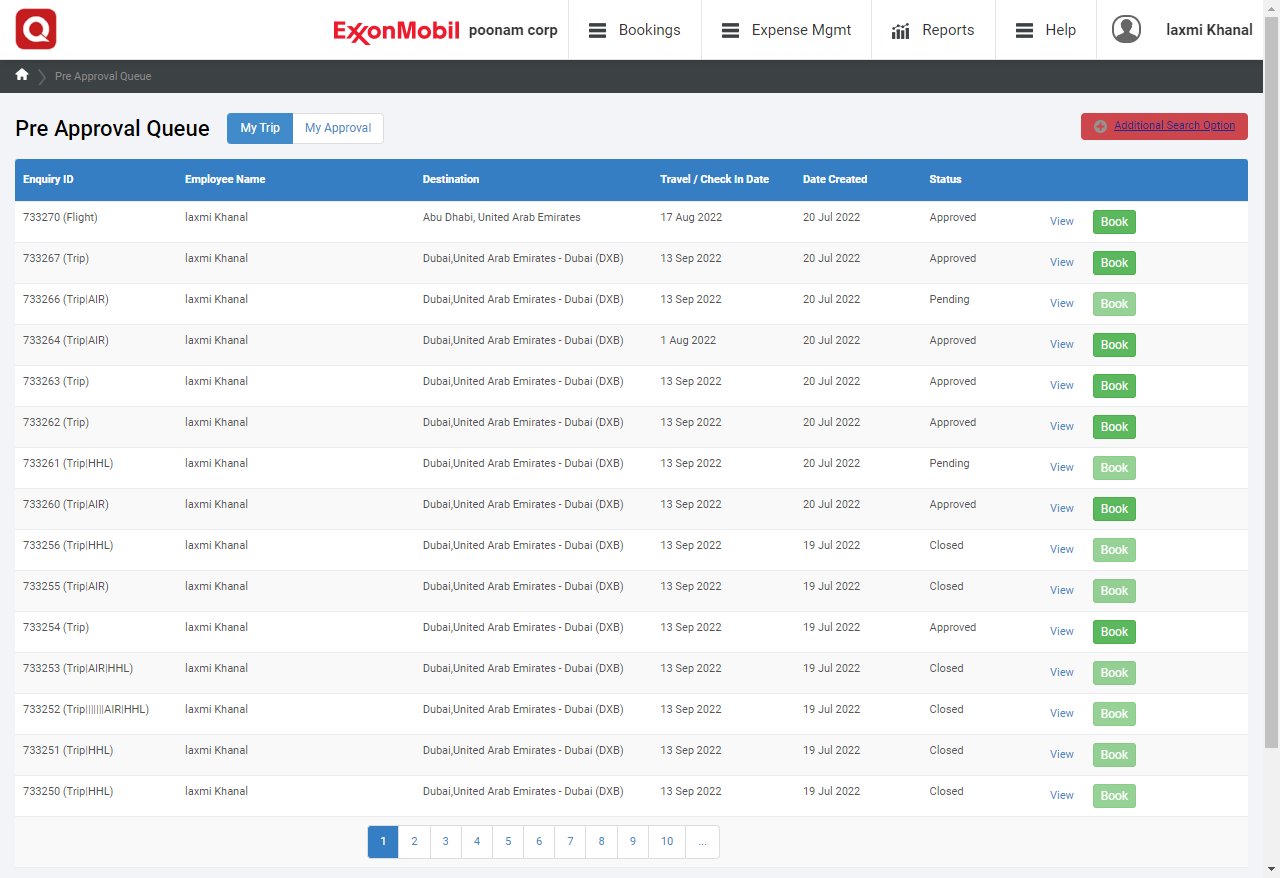 Q ExxonMobil poonam corp Bookings Expense Mgmt Reports Help laxmi Khanal
Pre Approval Queue
Pre Approval Queue My Trip My Approval Additional Search Option
Enquiry ID Employee Name Destination Travel / Check In Date Date Created Status
733270 (Flight) laxmi Khanal Abu Dhabi, United Arab Emirates 17 Aug 2022 20 Jul 2022 Approved View Book
733267 (Trip) laxmi Khanal Dubai,United Arab Emirates - Dubai (DXB) 13 Sep 2022 20 Jul 2022 Approved View Book
733266 (Trip|AIR) laxmi Khanal Dubai,United Arab Emirates - Dubai (DXB) 13 Sep 2022 20 Jul 2022 Pending View Book
733264 (Trip|AIR) laxmi Khanal Dubai,United Arab Emirates - Dubai (DXB) 1 Aug 2022 20 Jul 2022 Approved View Book
733263 (Trip) laxmi Khanal Dubai,United Arab Emirates - Dubai (DXB) 13 Sep 2022 20 Jul 2022 Approved View Book
733262 (Trip) laxmi Khanal Dubai,United Arab Emirates - Dubai (DXB) 13 Sep 2022 20 Jul 2022 Approved View Book
733261 (Trip|HHL) laxmi Khanal Dubai,United Arab Emirates - Dubai (DXB) 13 Sep 2022 20 Jul 2022 Pending View Book
733260 (Trip|AIR) laxmi Khanal Dubai,United Arab Emirates - Dubai (DXB) 13 Sep 2022 20 Jul 2022 Approved View Book
733256 (Trip|HHL) laxmi Khanal Dubai,United Arab Emirates - Dubai (DXB) 13 Sep 2022 19 Jul 2022 Closed View Book
733255 (Trip|AIR) laxmi Khanal Dubai,United Arab Emirates - Dubai (DXB) 13 Sep 2022 19 Jul 2022 Closed View Book
733254 (Trip) laxmi Khanal Dubai,United Arab Emirates - Dubai (DXB) 13 Sep 2022 19 Jul 2022 Approved View Book
733253 (Trip|AIR|HHL) laxmi Khanal Dubai,United Arab Emirates - Dubai (DXB) 13 Sep 2022 19 Jul 2022 Closed View Book
733252 (Trip|||||||AIR|HHL) laxmi Khanal Dubai,United Arab Emirates - Dubai (DXB) 13 Sep 2022 19 Jul 2022 Closed View Book
733251 (Trip|HHL) laxmi Khanal Dubai,United Arab Emirates - Dubai (DXB) 13 Sep 2022 19 Jul 2022 Closed View Book
733250 (Trip|HHL) laxmi Khanal Dubai,United Arab Emirates - Dubai (DXB) 13 Sep 2022 19 Jul 2022 Closed View Book
1 2 3 4 5 6 7 8 9 10 ...